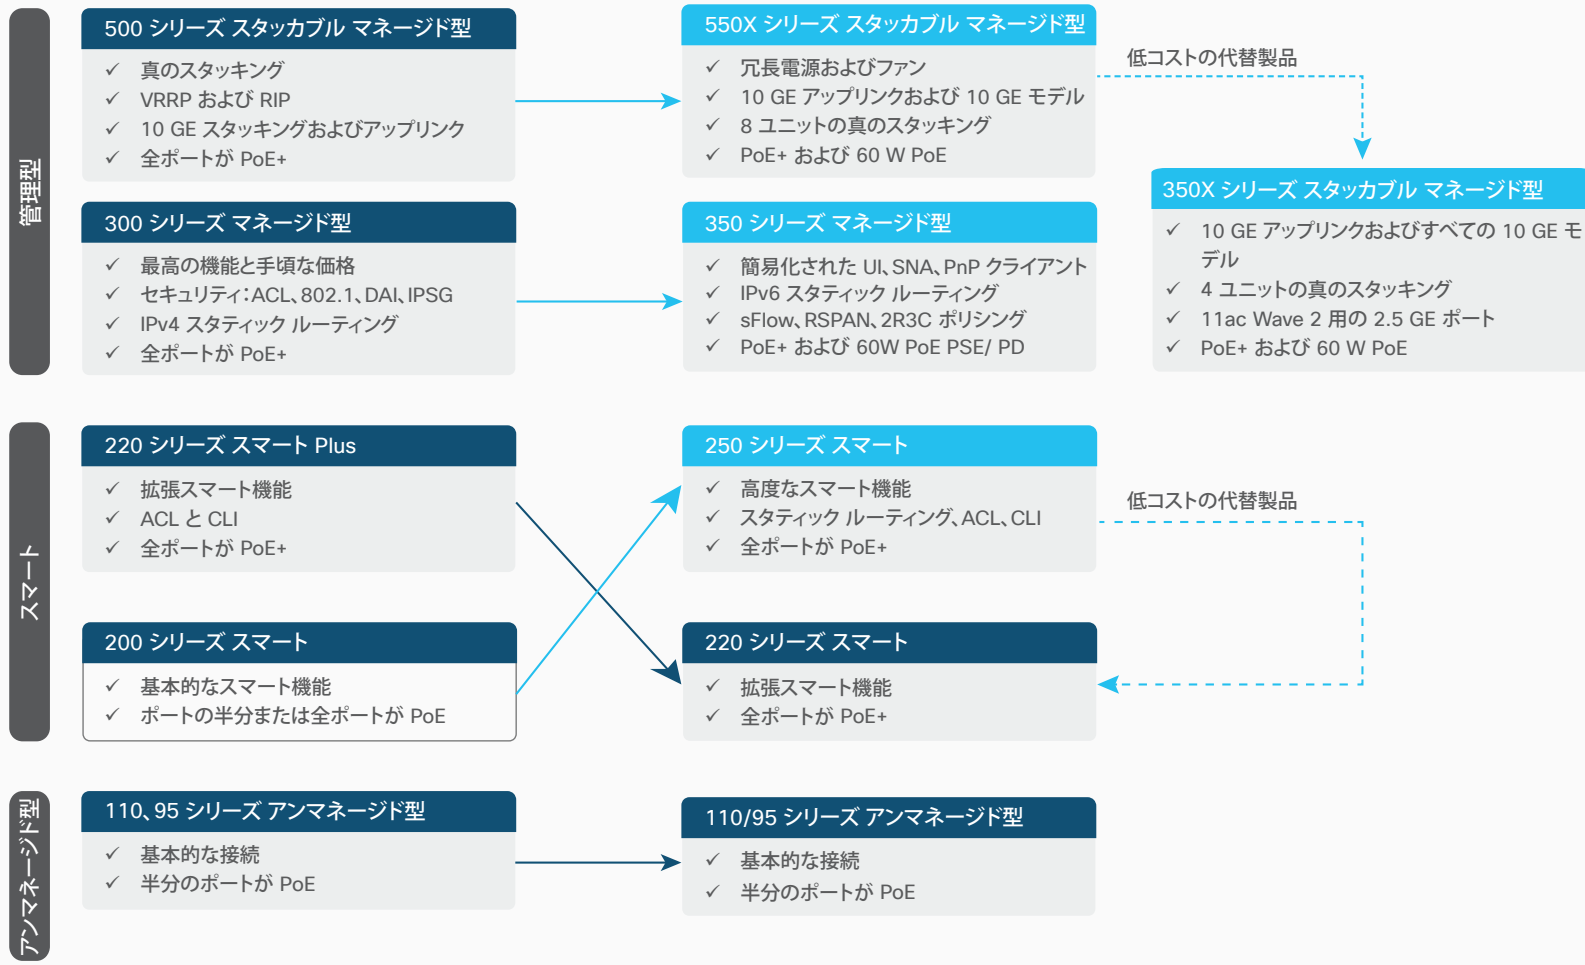 管理型
500 シリーズ スタッカブル マネージド型
✓ 真のスタッキング
✓ VRRP および RIP
✓ 10 GE スタッキングおよびアップリンク
✓ 全ポートが PoE+
550X シリーズ スタッカブル マネージド型
✓ 冗長電源およびファン
✓ 10 GE アップリンクおよび 10 GE モデル
✓ 8 ユニットの真のスタッキング
✓ PoE+ および 60 W PoE
低コストの代替製品
350X シリーズ スタッカブル マネージド型
✓ 10 GE アップリンクおよびすべての 10 GE モ
デル
✓ 4 ユニットの真のスタッキング
✓ 11ac Wave 2 用の 2.5 GE ポート
✓ PoE+ および 60 W PoE
300 シリーズ マネージド型
✓ 最高の機能と手頃な価格
✓ セキュリティ：ACL、802.1、DAI、IPSG
✓ IPv4 スタティック ルーティング
✓ 全ポートが PoE+
350 シリーズ マネージド型
✓ 簡易化された UI、SNA、PnP クライアント
✓ IPv6 スタティック ルーティング
✓ sFlow、RSPAN、2R3C ポリシング
✓ PoE+ および 60W PoE PSE/ PD
スマート
220 シリーズ スマート Plus
✓ 拡張スマート機能
✓ ACL と CLI
✓ 全ポートが PoE+
250 シリーズ スマート
✓ 高度なスマート機能
✓ スタティック ルーティング、ACL、CLI
✓ 全ポートが PoE+
低コストの代替製品
200 シリーズ スマート
✓ 基本的なスマート機能
✓ ポートの半分または全ポートが PoE
220 シリーズ スマート
✓ 拡張スマート機能
✓ 全ポートが PoE+
アンマネージド型
110、95 シリーズ アンマネージド型
✓ 基本的な接続
✓ 半分のポートが PoE
110/95 シリーズ アンマネージド型
✓ 基本的な接続
✓ 半分のポートが PoE